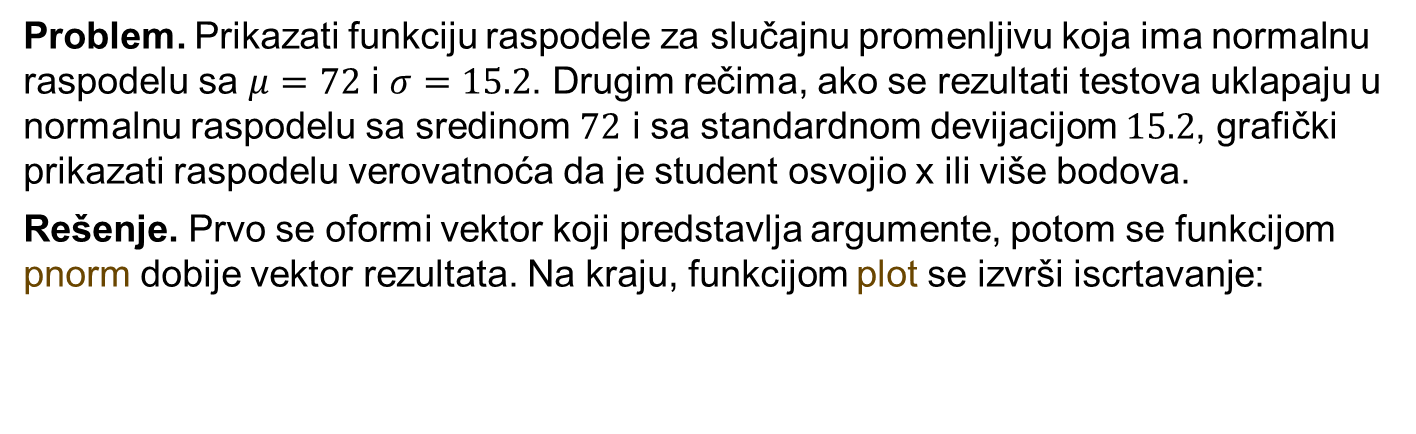 Problem. Prikazati funkciju raspodele za slučajnu promenljivu koja ima normalnu
raspodelu sa 𝜇 = 72 i 𝜎 = 15.2. Drugim rečima, ako se rezultati testova uklapaju u
normalnu raspodelu sa sredinom 72 i sa standardnom devijacijom 15.2, grafički
prikazati raspodelu verovatnoća da je student osvojio x ili više bodova.
Rešenje. Prvo se oformi vektor koji predstavlja argumente, potom se funkcijom
pnorm dobije vektor rezultata. Na kraju, funkcijom plot se izvrši iscrtavanje: